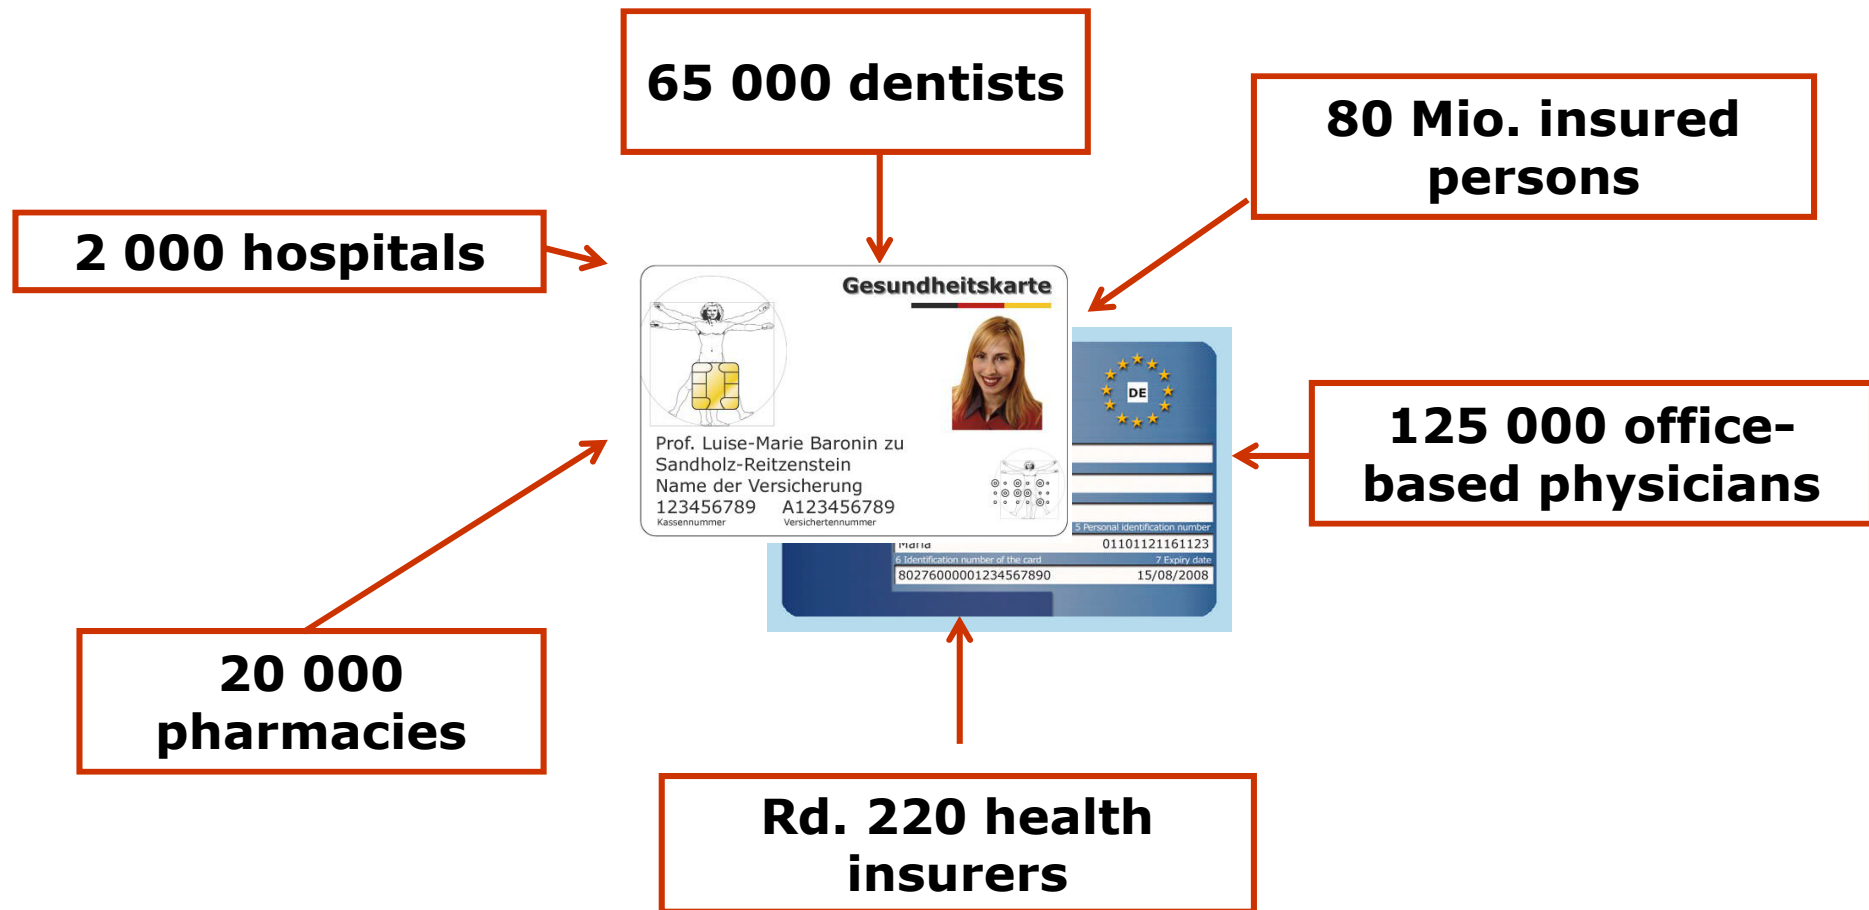 65 000 dentists
80 Mio. insured
persons
2 000 hospitals
Gesundheitskarte
DE
Prof. Luise-Marie Baronin zu
Sandholz-Reitzenstein
Name der Versicherung
123456789 A123456789
Kassennummer Versichertennummer
125 000 office-
based physicians
5 Personal identification number
Maria 01101121161123
6 Identification number of the card 7 Expiry date
80276000001234567890 15/08/2008
20 000
pharmacies
Rd. 220 health
insurers